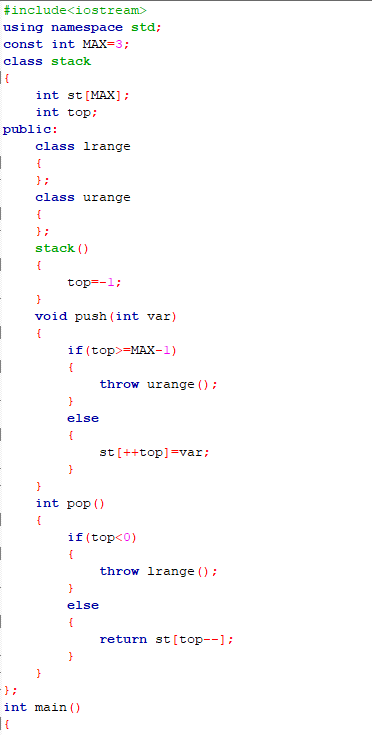 #include<iostream>
using namespace std;
const int MAX=3;
class stack
{
    int st[MAX];
    int top;
public:
    class lrange
    {
    };
    class urange
    {
    };
    stack()
    {
        top=-1;
    }
    void push(int var)
    {
        if(top>=MAX-1)
        {
            throw urange();
        }
        else
        {
            st[++top]=var;
        }
    }
    int pop()
    {
        if(top<0)
        {
            throw lrange();
        }
        else
        {
            return st[top--];
        }
    }
};
int main()
{